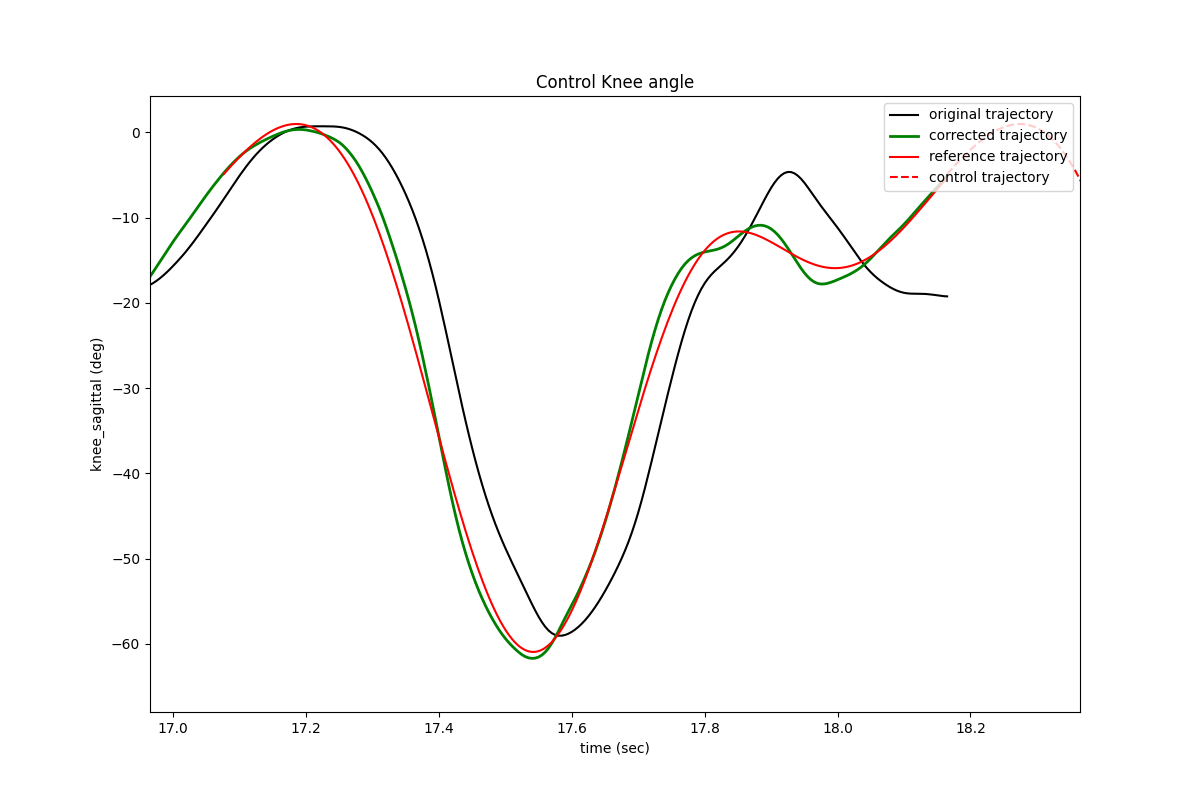 Control Knee angle
original trajectory
corrected trajectory
reference trajectory
control trajectory
knee_sagittal (deg)
0
−10
−20
−30
−40
−50
−60
17.0 17.2 17.4 17.6 17.8 18.0 18.2
time (sec)